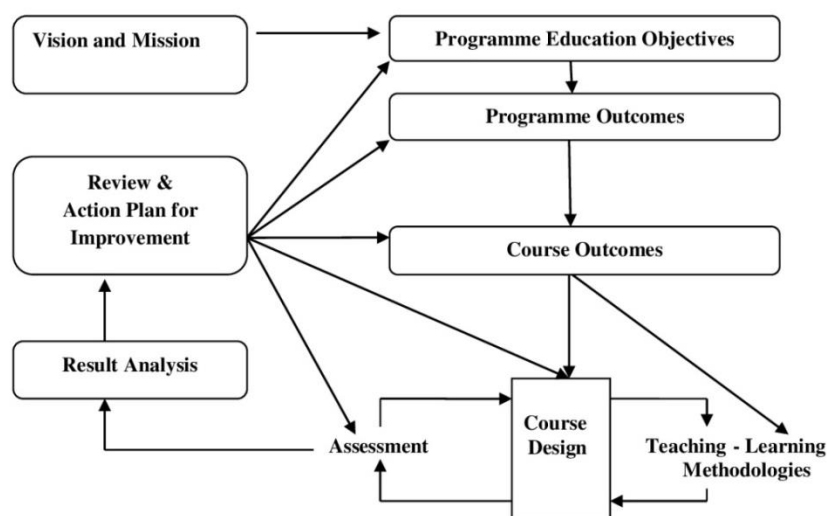 Vision and Mission
Programme Education Objectives
Programme Outcomes
Review &
Action Plan for
Improvement
Course Outcomes
Result Analysis
Assessment
Course
Design
Teaching - Learning
Methodologies